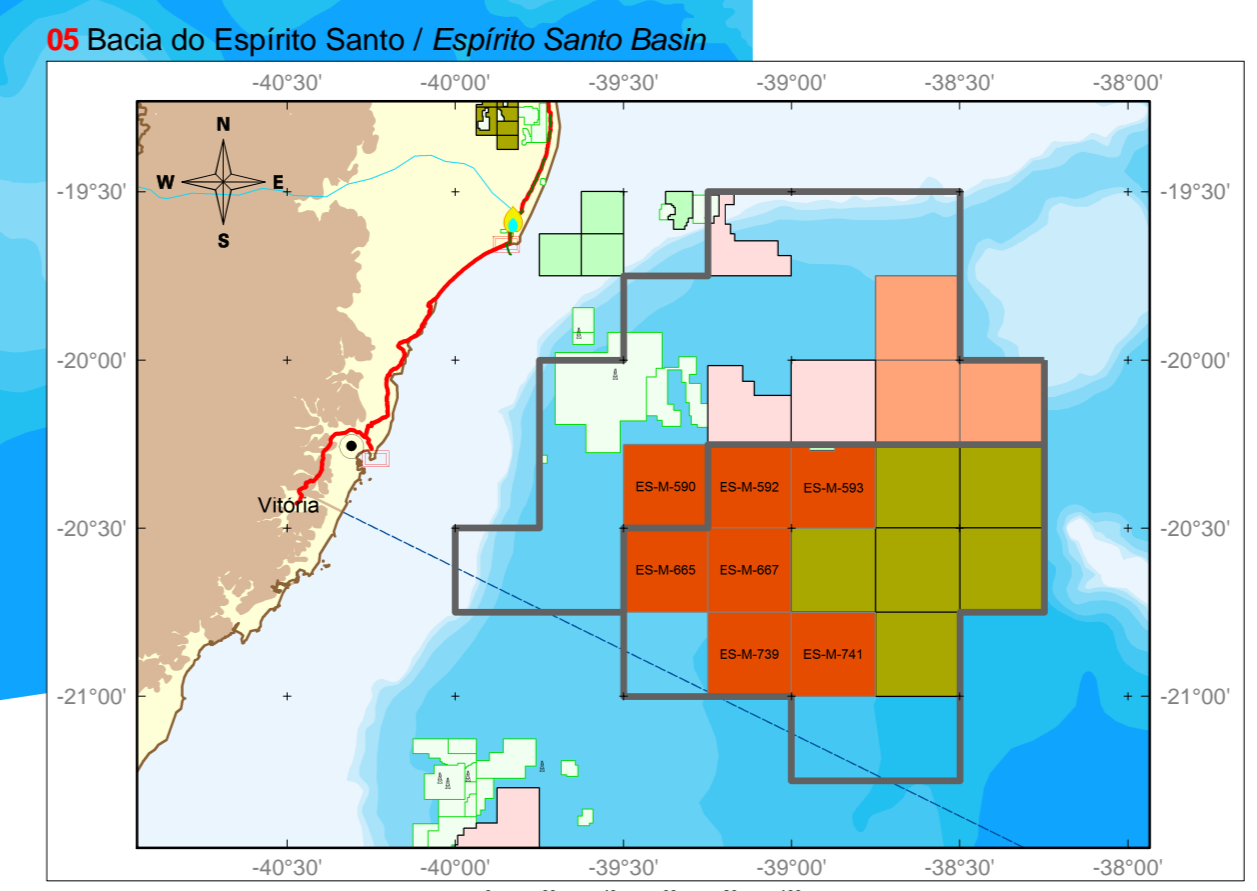 05 Bacia do Espírito Santo / Espírito Santo Basin
-40°30' -40°00' -39°30' -39°00' -38°30' -38°00'
N
W E
S
-19°30' -19°30'
-20°00' -20°00'
ES-M-590 ES-M-592 ES-M-593
Vitória
-20°30' -20°30'
ES-M-665 ES-M-667
ES-M-739 ES-M-741
-21°00' -21°00'
-40°30' -40°00' -39°30' -39°00' -38°30' -38°00'